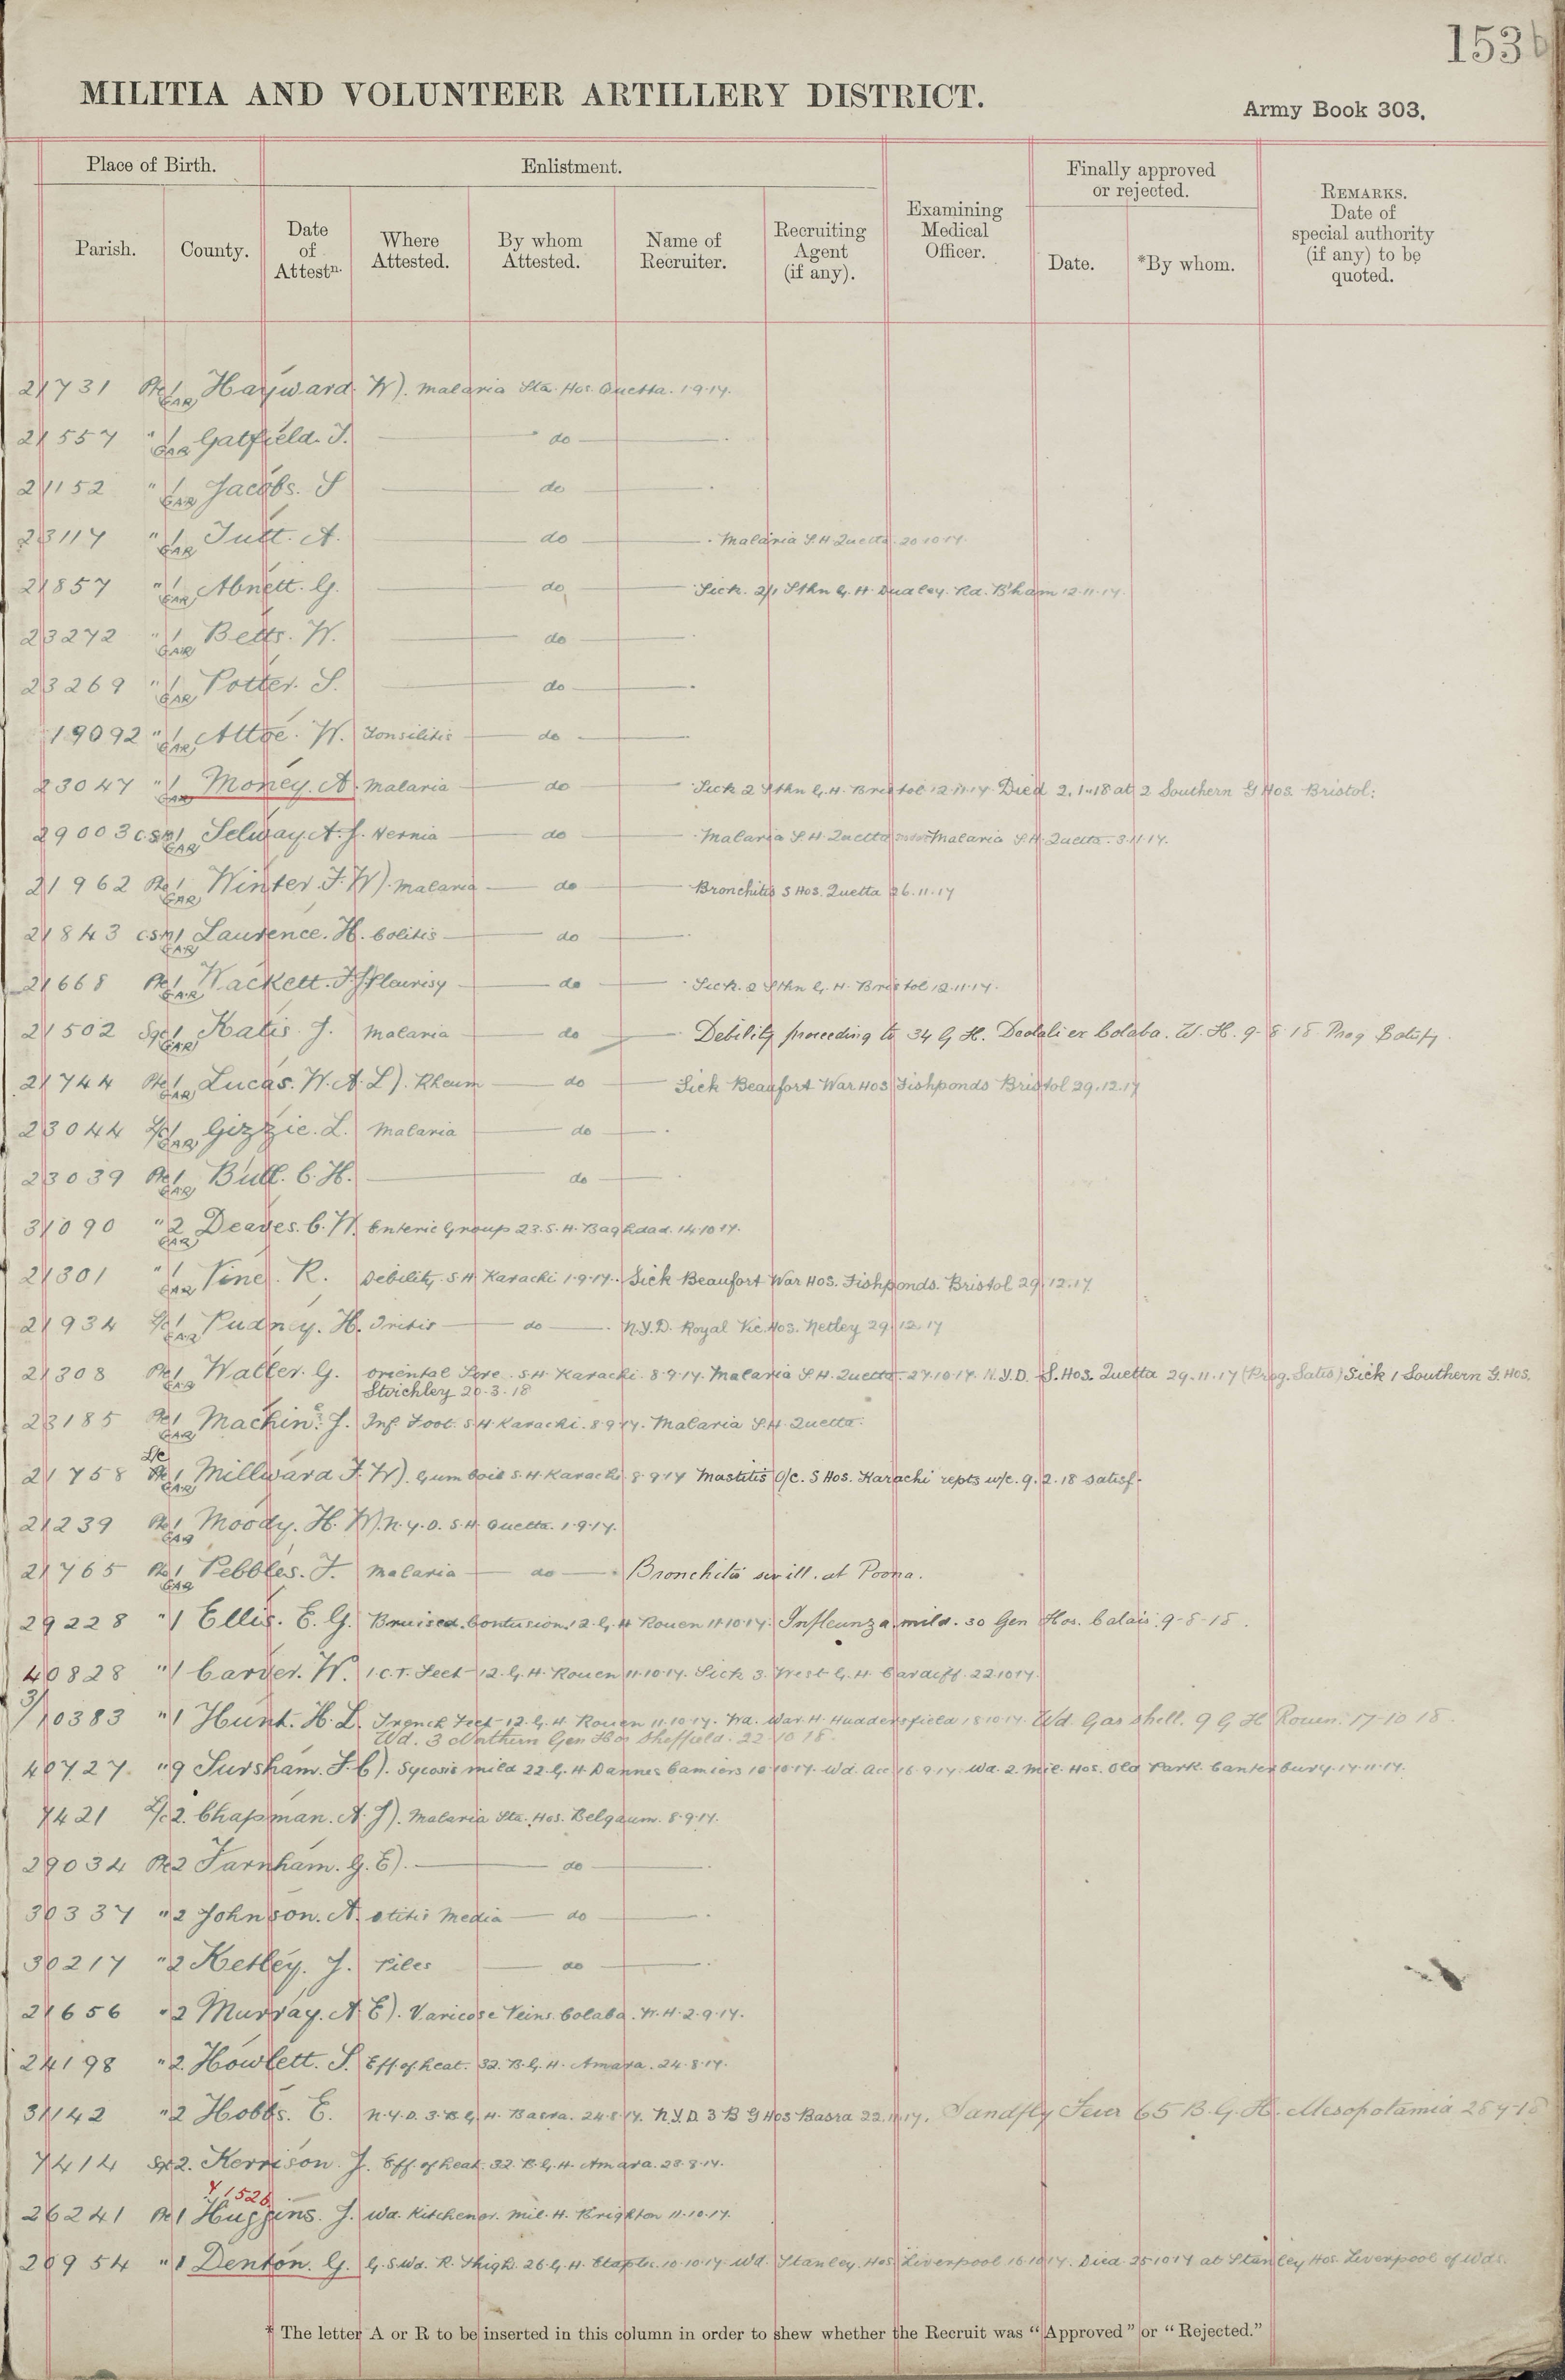 153
MILITIA AND VOLUNTEER ARTILLERY DISTRICT.
Army Book 303.
Place of Birth.
Enlistment.
Finally approved or rejected.
Parish.
County.
Date of Attestn.
Where Attested.
By whom Attested.
Name of Recruiter.
Recruiting Agent (if any).
Examining Medical Officer.
Date.
*By whom.
REMARKS. Date of special authority (if any) to be quoted.
21731 Pte 1 GAR Hayward W). Malaria Sta. Hos. Quetta. 1.9.17.
21557 " 1 GAR Gatfield. J. do
21152 " 1 GAR Jacobs. S do
23117 " 1 GAR Tutt. A. do Malaria S.H Quetta 20.10.17.
21857 " 1 GAR Abnett. G. do Sick. 2/1 Sthn G. H. Dudley. Rd. B'ham 12.11.17.
23272 " 1 GAR Betts. W. do
23269 " 1 GAR Potter. S. do
19092 " 1 GAR Attoe. W. Tonsilitis do
23047 " 1 GAR Money. A. Malaria do Sick 2 Sthn G. H. Bristol 12.11.17 Died 2.1.18 at 2 Southern G Hos. Bristol.
29003 CSM 1 GAR Selway. A. J. Hernia do Malaria S.H. Quetta Malaria S.H. Quetta. 3.11.17.
21962 Pte 1 GAR Winter. F. W). Malaria do Bronchitis S Hos. Quetta 26.11.17
21843 CSM 1 GAR Laurence. H. Colitis do
21668 Pte 1 GAR Wackett. Pleurisy do Sick. 2 Sthn G. H. Bristol 12.11.17.
21502 Sgt 1 GAR Katis. J. Malaria do Debility proceeding to 34 G H. Deolali ex Colaba. W. H. 9.8.18 Prog Satisfy.
21744 Pte 1 GAR Lucas. W. A. L). Rheum do Sick Beaufort War Hos Fishponds Bristol 29.12.17
23044 L/c 1 GAR Gizzie. L. Malaria do
23039 Pte 1 GAR Bull. C. H. do
31090 " 2 GAR Deaves. C. W. Enteric Group 23. S. H. Baghdad. 14.10.17.
21301 " 1 GAR Vine. R. Debility. S H Karachi 1.9.17. Sick Beaufort War Hos. Fishponds. Bristol 29.12.17
21934 L/c 1 GAR Pudney. H. Iritis do N.Y.D. Royal Vic. Hos. Netley 29.12.17
21308 Pte 1 GAR Waller. G. Oriental Sore. S H Karachi. 8.9.17. Malaria S.H. Quetta. 27.10.17. N.Y.D. S. Hos. Quetta 29.11.17 (Prog. Satis) Sick 1 Southern G. Hos.
Stirchley 20.3.18
23185 Pte 1 GAR Machin. J. Inf. Foot. S H Karachi. 8.9.17. Malaria S.H. Quetta.
21758 Pte 1 GAR Millward F. W). Gum boil S. H. Karachi 8.9.17 Mastitis O/C. S Hos. Karachi repts w/e. 9.2.18 satisf.
21239 Pte 1 GAR Moody. H. W). N.Y.D. S.H. Quetta. 1.9.17.
21765 Pte 1 GAR Pebbles. F. Malaria do Bronchitis ser ill. at Poona.
29228 " 1 Ellis. E. G. Bruised. Contusion. 12. G. H Rouen 11.10.17. Infleunza mild. 30 Gen Hos. Calais 9-8-18.
40828 " 1 Carver. W. I.C.T. Feet 12. G. H. Rouen 11.10.17. Sick 3. West G. H. Cardiff. 22.10.17.
3/10383 " 1 Hunt. H. L. Trench Feet 12. G. H. Rouen 11.10.17. Wd. War. H. Huddersfield 18.10.17. Wd Gas shell. 9 G H Rouen. 17-10 18.
Wd. 3 Northern Gen Hos Sheffield. 22.10 18.
40727. " 9 Sursham. F. C). Sycosis mild 22. G. H. Dannes Camiers 10.10.17. Wd. Acc 16.9.17. Wd. 2. Mil. Hos. Old Park. Canterbury. 17.11.17.
7421 L/c 2. Chapman. A. J). Malaria Sta. Hos. Belgaum. 8.9.17.
29034 Pte 2 Farnham. G. E). do
30337 " 2 Johnson. A. Otitis Media do
30217 " 2 Ketley. J. Piles do
21656 " 2 Murray. A. E). Varicose Veins. Colaba. W. H. 2.9.17.
24198 " 2. Howlett. S. Eff. of heat. 32. B. G. H. Amara. 24.8.17.
31142 " 2 Hobbs. E. N.Y.D. 3. B. G. H. Basra. 24.8.17. N.Y.D. 3 B G Hos Basra 22.11.17. Sandfly Fever 65 B. G. H. Mesopotamia 28.7.18
7414 2. Kerrison. J. Eff. of heat. 32. B. G. H. Amara. 28.8.17.
41526
26241 Pte 1 Huggins. J. Wd. Kitchener. Mil. H. Brighton 11.10.17.
20954 " 1 Denton. G. G.S.Wd. R. Thigh. 26. G. H. Etaples. 10.10.17. Wd. Stanley. Hos Liverpool 16.10.17. Died 25.10.17 at Stanley Hos. Liverpool of Wds.
* The letter A or R to be inserted in this column in order to shew whether the Recruit was "Approved" or "Rejected."